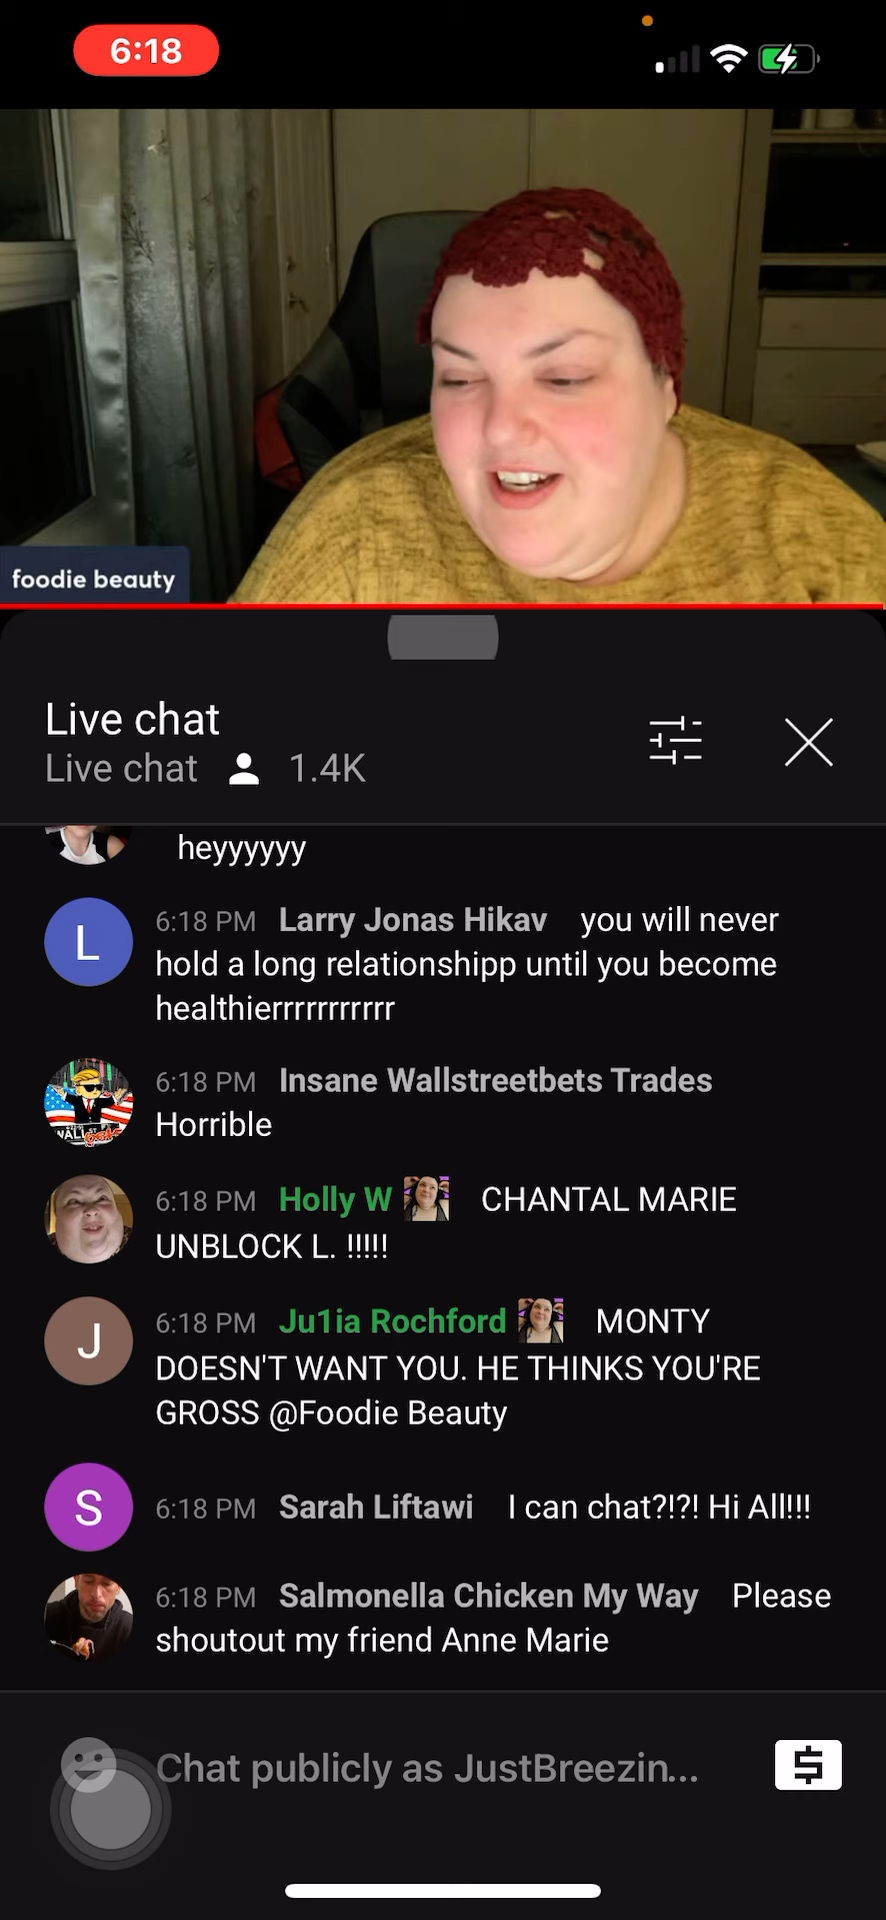 6:18
foodie beauty
Live chat
Live chat 1.4K
heyyyyyy
L 6:18 PM Larry Jonas Hikav you will never
hold a long relationshipp until you become
healthierrrrrrrrrrr
6:18 PM Insane Wallstreetbets Trades
Horrible
6:18 PM Holly W CHANTAL MARIE
UNBLOCK L. !!!!!
J 6:18 PM Ju1ia Rochford MONTY
DOESN'T WANT YOU. HE THINKS YOU'RE
GROSS @Foodie Beauty
S 6:18 PM Sarah Liftawi I can chat?!?! Hi All!!!
6:18 PM Salmonella Chicken My Way Please
shoutout my friend Anne Marie
Chat publicly as JustBreezin... $